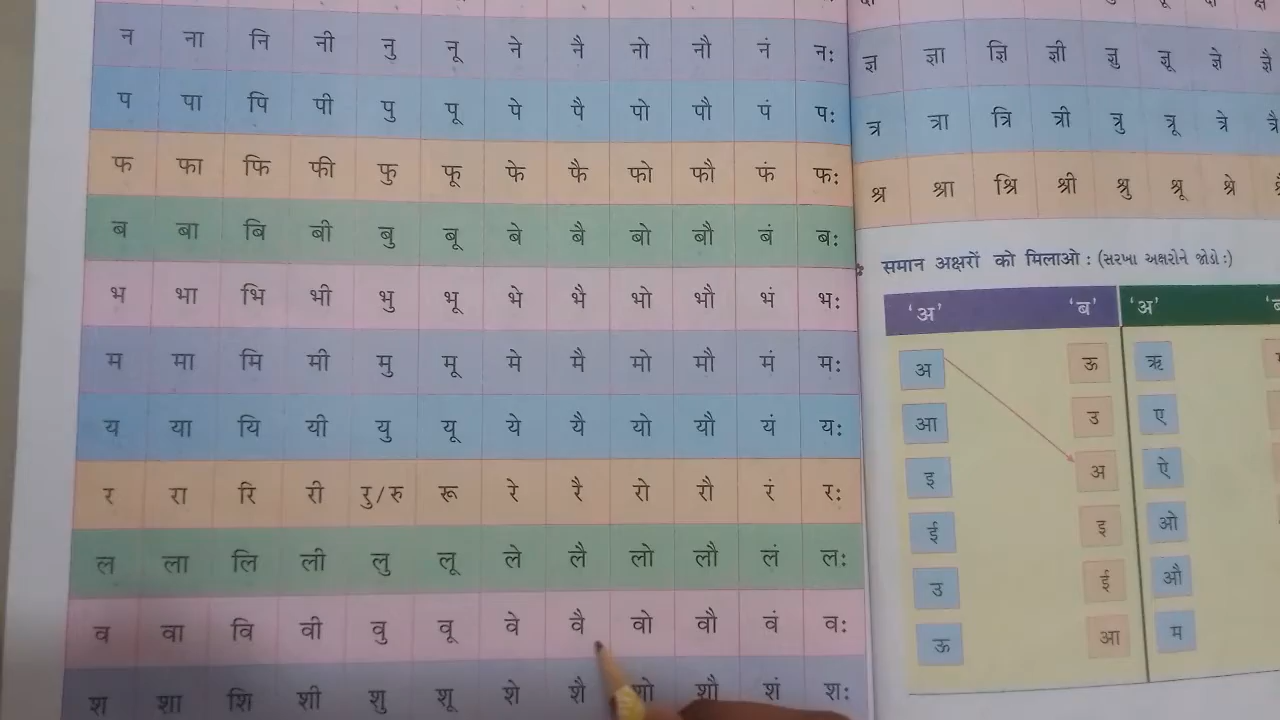 न ना नि नी नु नू ने नै नो नौ नं नः
प पा पि पी पु पू पे पै पो पौ पं पः
फ फा फि फी फु फू फे फै फो फौ फं फः
ब बा बि बी बु बू बे बै बो बौ बं बः
भ भा भि भी भु भू भे भै भो भौ भं भः
म मा मि मी मु मू मे मै मो मौ मं मः
य या यि यी यु यू ये यै यो यौ यं यः
र रा रि री रु/रु रू रे रै रो रौ रं रः
ल ला लि ली लु लू ले लै लो लौ लं लः
व वा वि वी वु वू वे वै वो वौ वं वः
श शा शि शी शु शू शे शै शो शौ शं शः
ज्ञ ज्ञा ज्ञि ज्ञी ज्ञु ज्ञू ज्ञे ज्ञै
त्र त्रा त्रि त्री त्रु त्रू त्रे त्रै
श्र श्रा श्रि श्री श्रु श्रू श्रे
समान अक्षरों को मिलाओ : (સરખા અક્ષરોને જોડો :)
'अ' 'ब' 'अ'
अ ऊ ऋ
आ उ ए
इ अ ऐ
ई इ ओ
उ ई औ
ऊ आ म